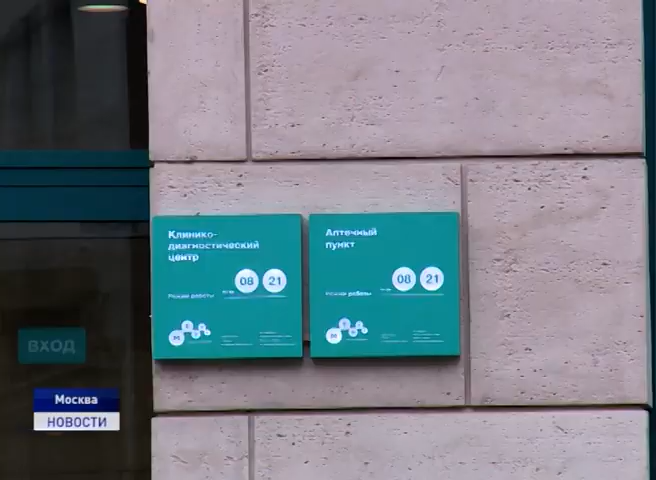 Клинико-
диагностический
центр
Режим работы
08 21
Аптечный
пункт
Режим работы
08 21
ВХОД
Москва
НОВОСТИ